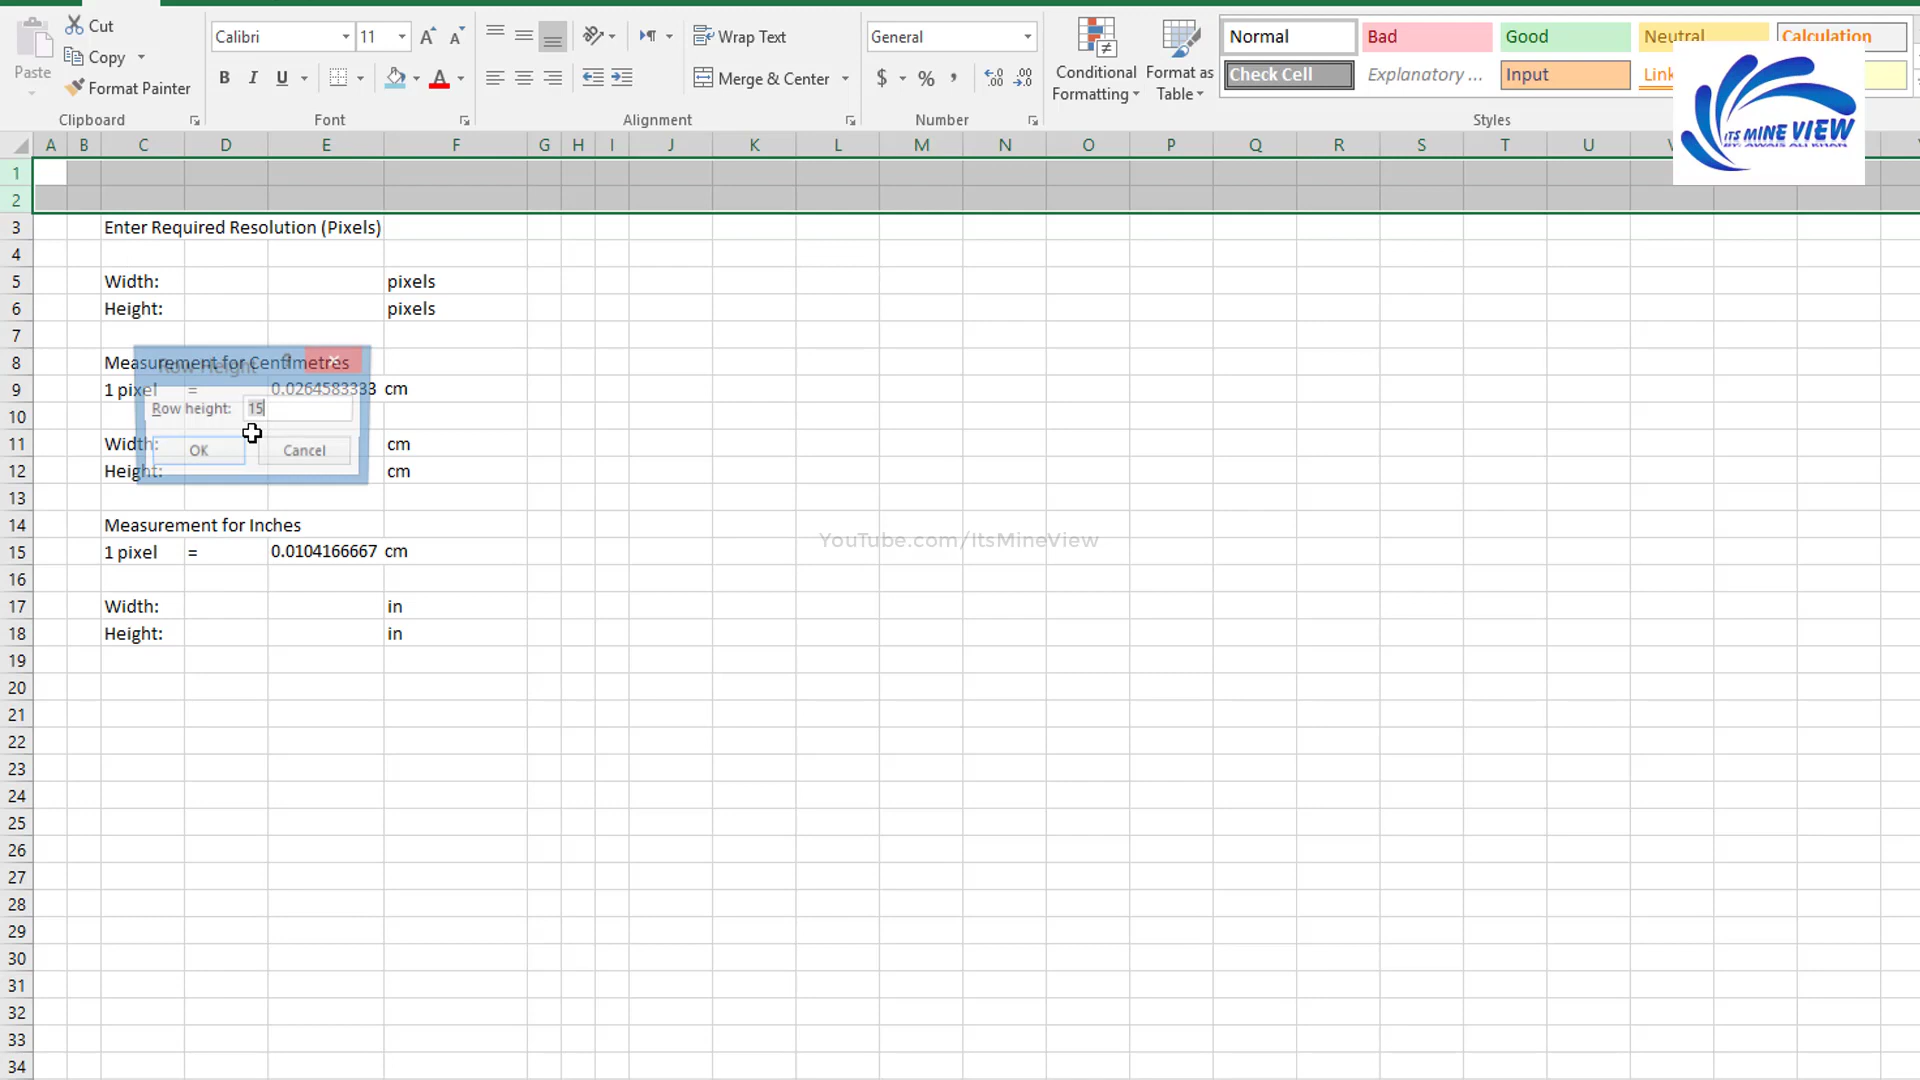 Cut
Copy
Paste
Format Painter
Clipboard
Calibri
11
A A
B I U
A
Font
Wrap Text
Merge & Center
Alignment
General
$ % ,
Number
Conditional
Formatting
Format as
Table
Normal
Bad
Good
Neutral
Calculation
Check Cell
Explanatory ...
Input
Link
Styles
ITS MINE VIEW
A B C D E F G H I J K L M N O P Q R S T U
1
2
3 Enter Required Resolution (Pixels)
4
5 Width: pixels
6 Height: pixels
7
8 Measurement for Centimetres
9 1 pixel = 0.0264583333 cm
10
11 Width: cm
12 Height: cm
13
14 Measurement for Inches
15 1 pixel = 0.0104166667 cm
16
17 Width: in
18 Height: in
19
20
21
22
23
24
25
26
27
28
29
30
31
32
33
34
Row Height ?
Row height: 15
OK Cancel
YouTube.com/ItsMineView